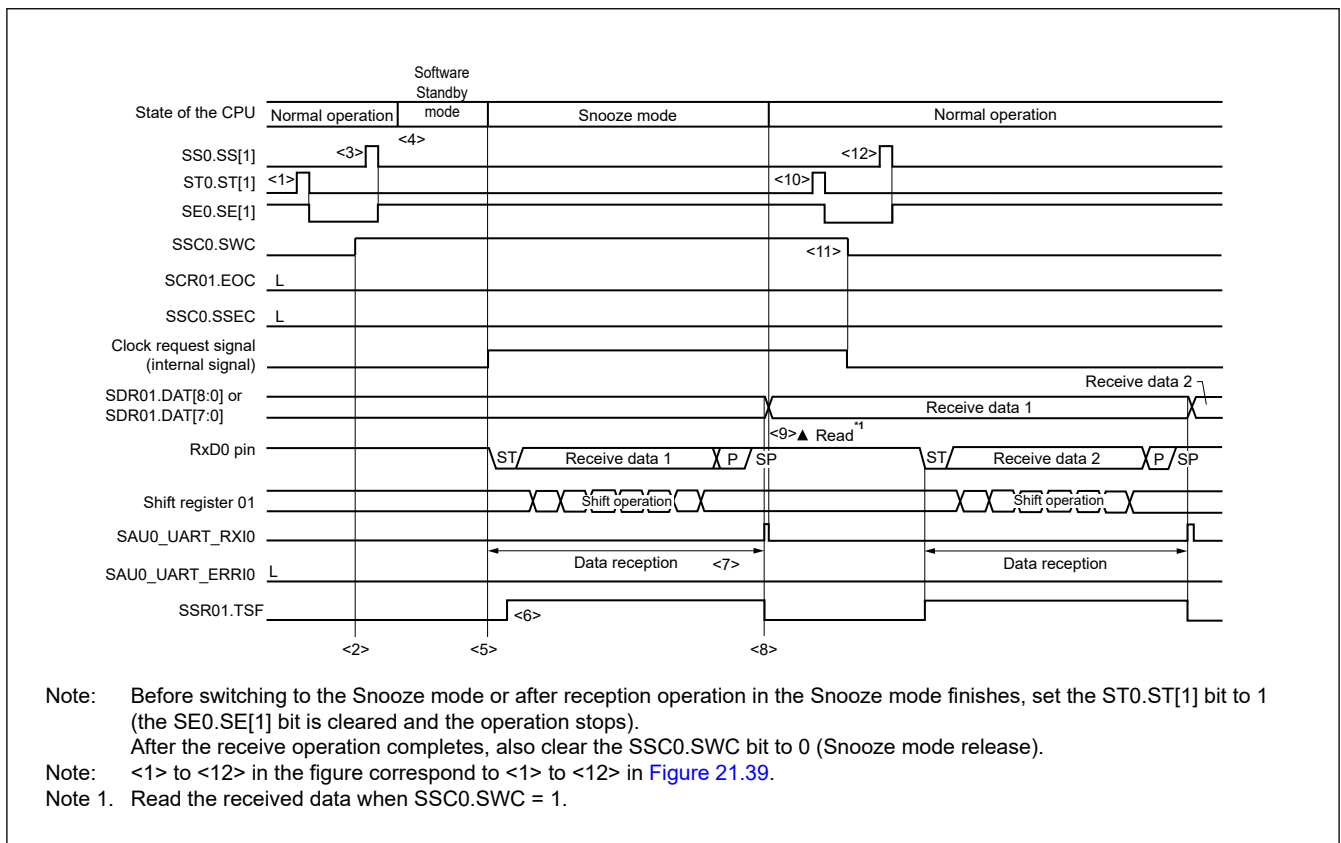 Software
Standby
mode
State of the CPU Normal operation Snooze mode Normal operation
<4>
SS0.SS[1] <3> <12>
ST0.ST[1] <1> <10>
SE0.SE[1]
SSC0.SWC <11>
SCR01.EOC L
SSC0.SSEC L
Clock request signal
(internal signal)
Receive data 2
SDR01.DAT[8:0] or
SDR01.DAT[7:0] Receive data 1
<9>▲ Read*1
RxD0 pin ST Receive data 1 P SP ST Receive data 2 P SP
Shift register 01 Shift operation Shift operation
SAU0_UART_RXI0
Data reception <7> Data reception
SAU0_UART_ERRI0 L
SSR01.TSF <6>
<2> <5> <8>
Note: Before switching to the Snooze mode or after reception operation in the Snooze mode finishes, set the ST0.ST[1] bit to 1
(the SE0.SE[1] bit is cleared and the operation stops).
After the receive operation completes, also clear the SSC0.SWC bit to 0 (Snooze mode release).
Note: <1> to <12> in the figure correspond to <1> to <12> in Figure 21.39.
Note 1. Read the received data when SSC0.SWC = 1.